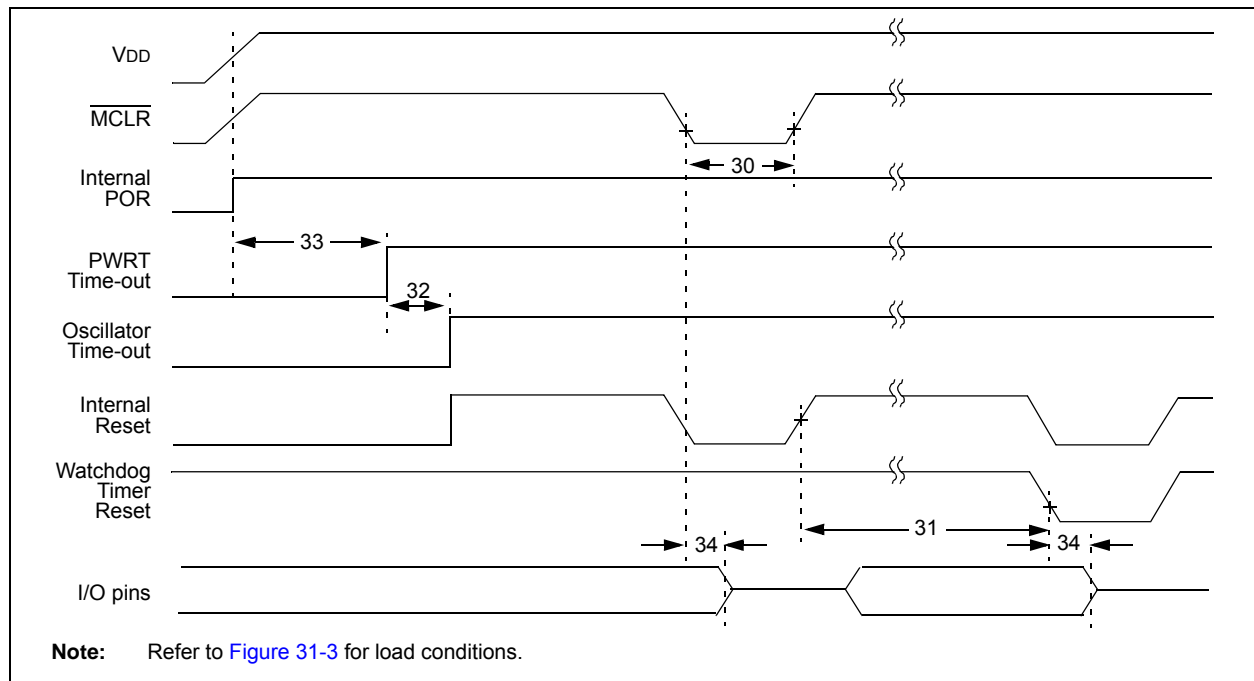 VDD
MCLR
30
Internal
POR
33
PWRT
Time-out
32
Oscillator
Time-out
Internal
Reset
Watchdog
Timer
Reset
31
34
34
I/O pins
Note: Refer to Figure 31-3 for load conditions.